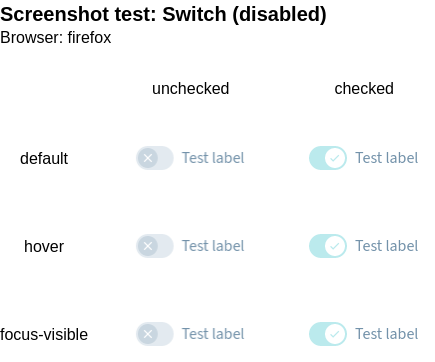 Screenshot test: Switch (disabled)
Browser: firefox
unchecked checked
default Test label Test label
hover Test label Test label
focus-visible Test label Test label